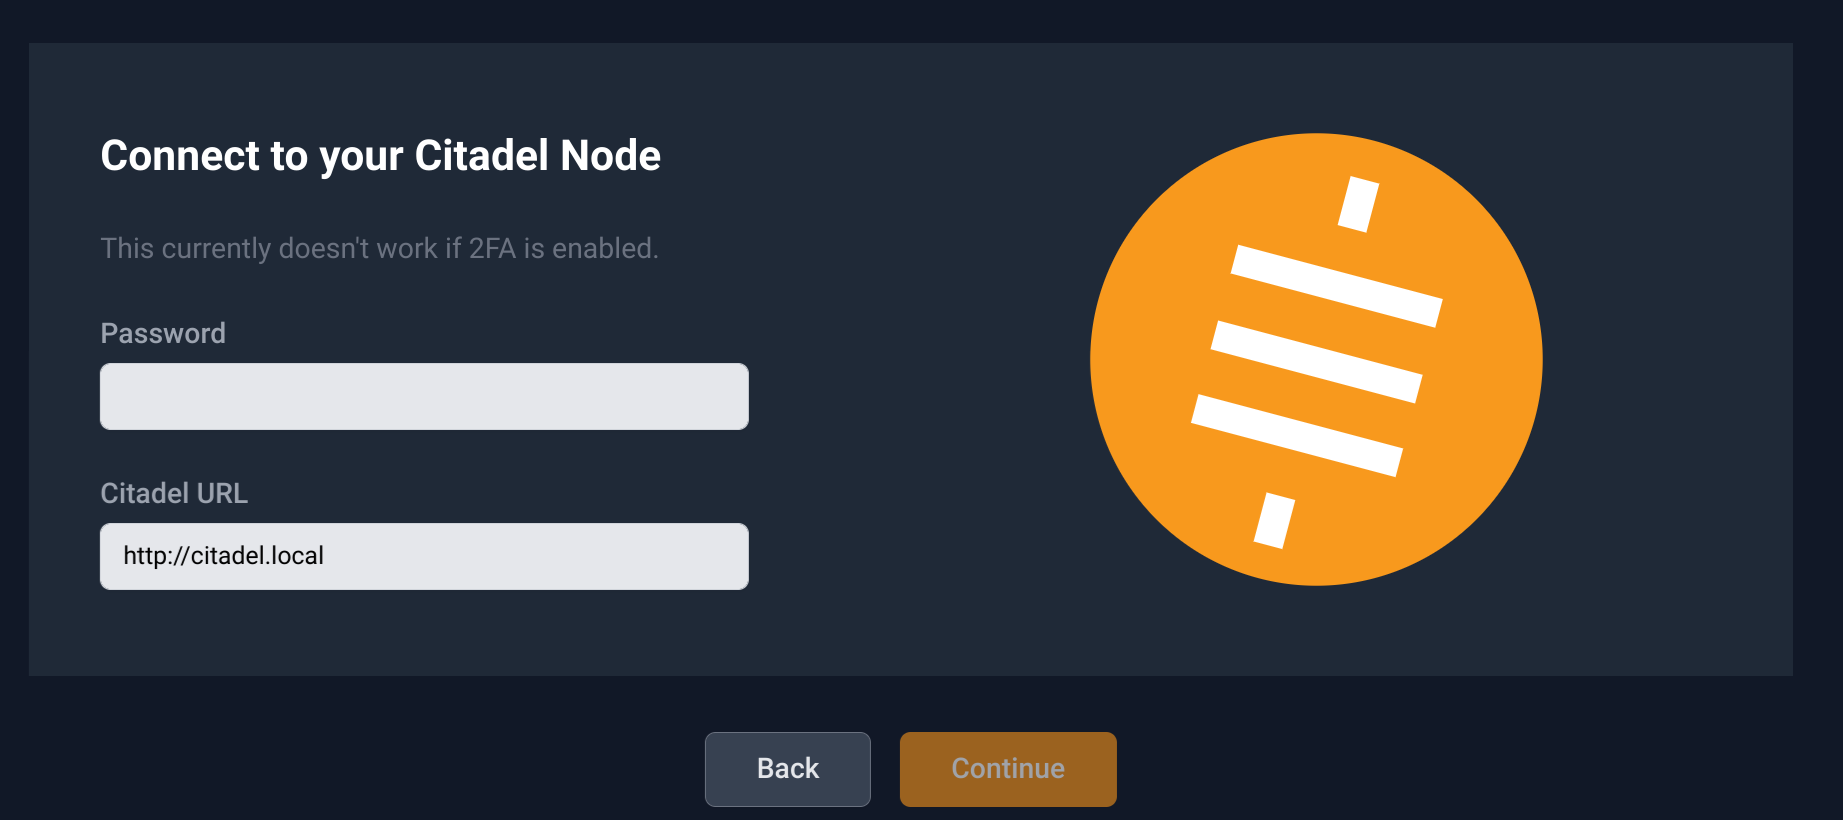 Connect to your Citadel Node
This currently doesn't work if 2FA is enabled.
Password
Citadel URL
http://citadel.local
Back
Continue